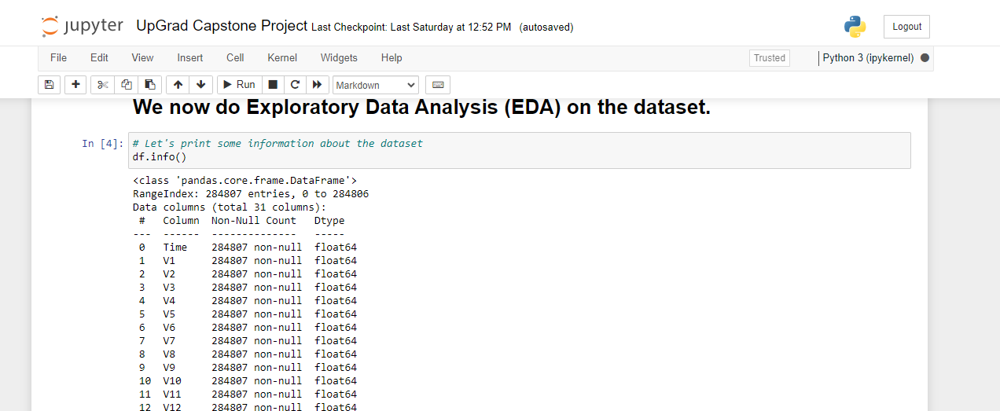 jupyter UpGrad Capstone Project Last Checkpoint: Last Saturday at 12:52 PM (autosaved) Logout
File Edit View Insert Cell Kernel Widgets Help Trusted Python 3 (ipykernel)
Run Markdown
We now do Exploratory Data Analysis (EDA) on the dataset.
In [4]: # Let's print some information about the dataset
df.info()
<class 'pandas.core.frame.DataFrame'>
RangeIndex: 284807 entries, 0 to 284806
Data columns (total 31 columns):
# Column Non-Null Count Dtype
--- ------ -------------- -----
0 Time 284807 non-null float64
1 V1 284807 non-null float64
2 V2 284807 non-null float64
3 V3 284807 non-null float64
4 V4 284807 non-null float64
5 V5 284807 non-null float64
6 V6 284807 non-null float64
7 V7 284807 non-null float64
8 V8 284807 non-null float64
9 V9 284807 non-null float64
10 V10 284807 non-null float64
11 V11 284807 non-null float64
12 V12 284807 non-null float64